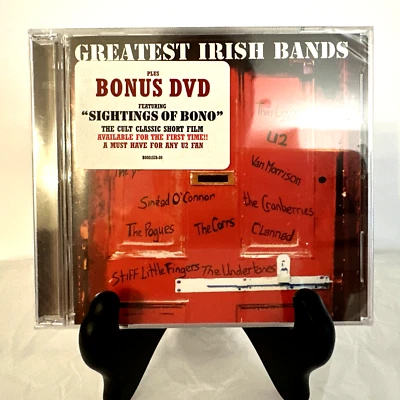 GREATEST IRISH BANDS
PLUS
BONUS DVD
FEATURING
"SIGHTINGS OF BONO"
THE CULT CLASSIC SHORT FILM
AVAILABLE FOR THE FIRST TIME!!
A MUST HAVE FOR ANY U2 FAN
U2
Van Morrison
Sinéad O'Connor
the Cranberries
The Pogues
The Corrs
Clannad
Stiff Little Fingers
The Undertones